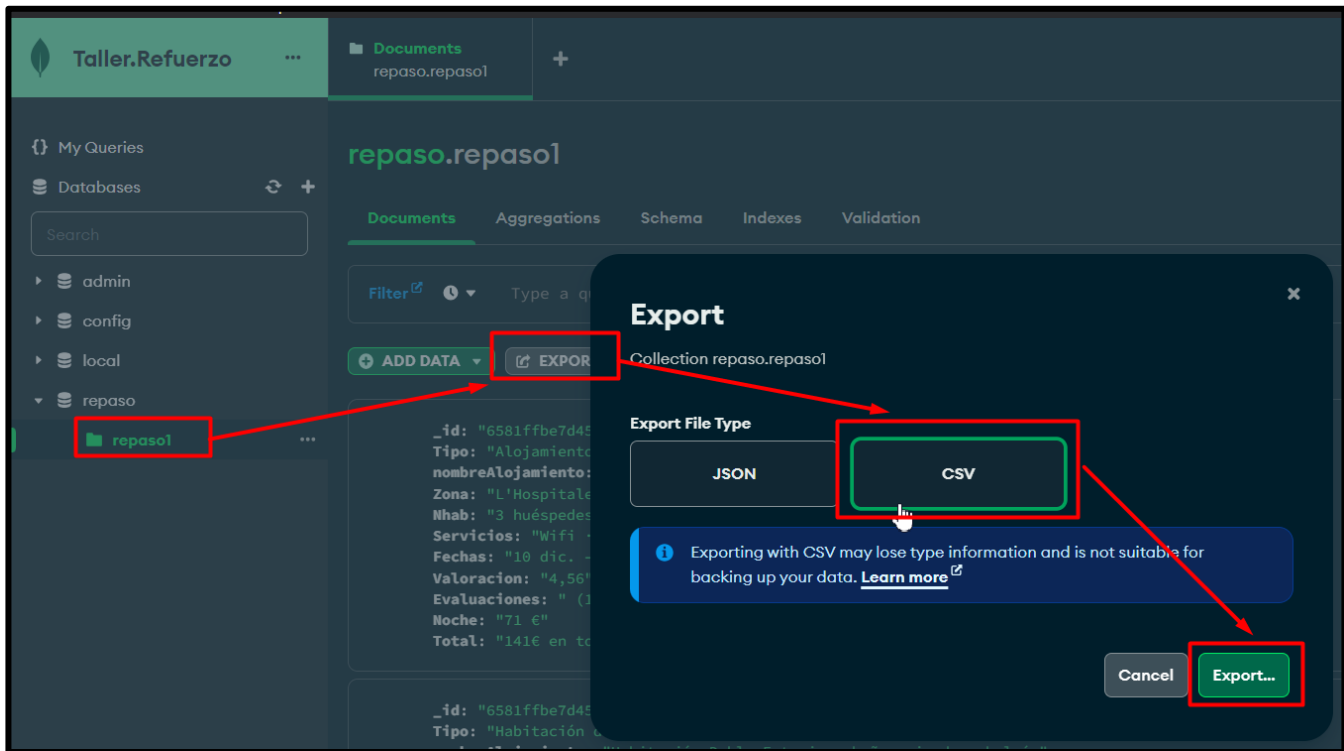 Taller.Refuerzo ...
Documents
repaso.repaso1
+
{} My Queries
Databases
+
Search
admin
config
local
repaso
repaso1 ...
repaso.repaso1
Documents Aggregations Schema Indexes Validation
Filter Type a
ADD DATA EXPOR
_id: "6581ffbe7d45
Tipo: "Alojamiento
nombreAlojamiento:
Zona: "L'Hospitale
Nhab: "3 huéspedes
Servicios: "Wifi ·
Fechas: "10 dic. -
Valoracion: "4,56"
Evaluaciones: " (1
Noche: "71 €"
Total: "141€ en to
_id: "6581ffbe7d45
Tipo: "Habitación
Export
Collection repaso.repaso1
Export File Type
JSON CSV
Exporting with CSV may lose type information and is not suitable for
backing up your data. Learn more
Cancel Export...